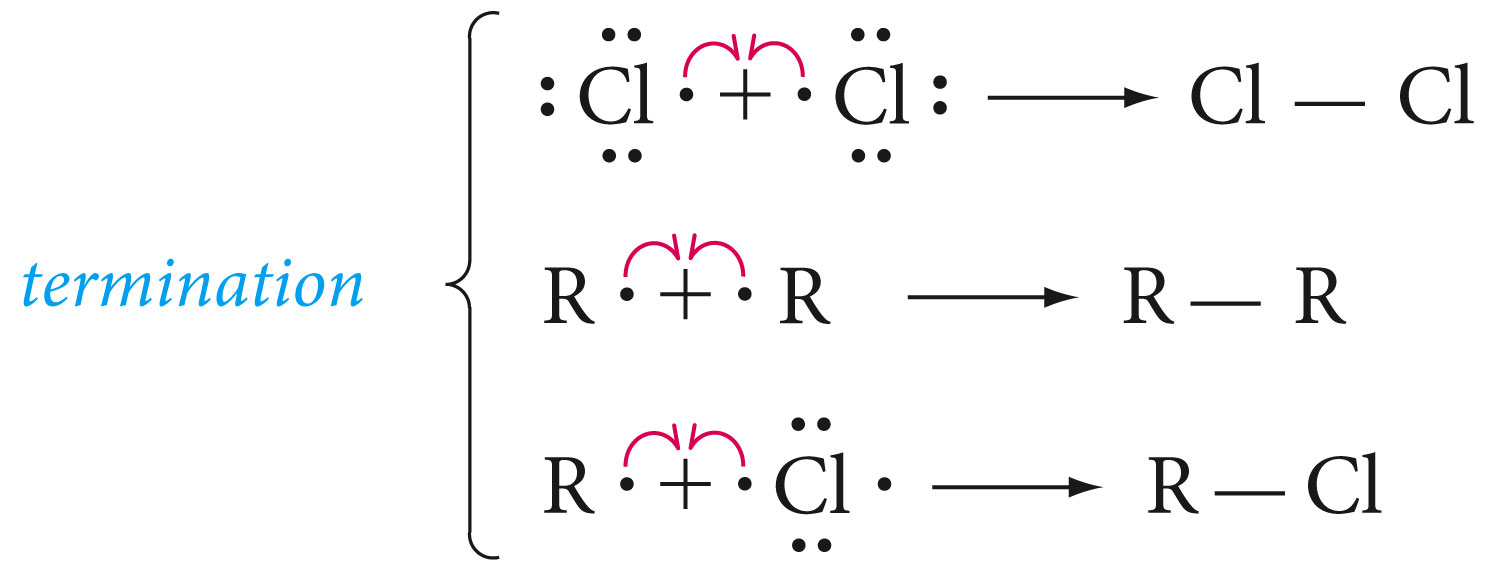 :Cl· + ·Cl: ⟶ Cl — Cl
termination
R· + ·R ⟶ R — R
R· + ·Cl· ⟶ R — Cl